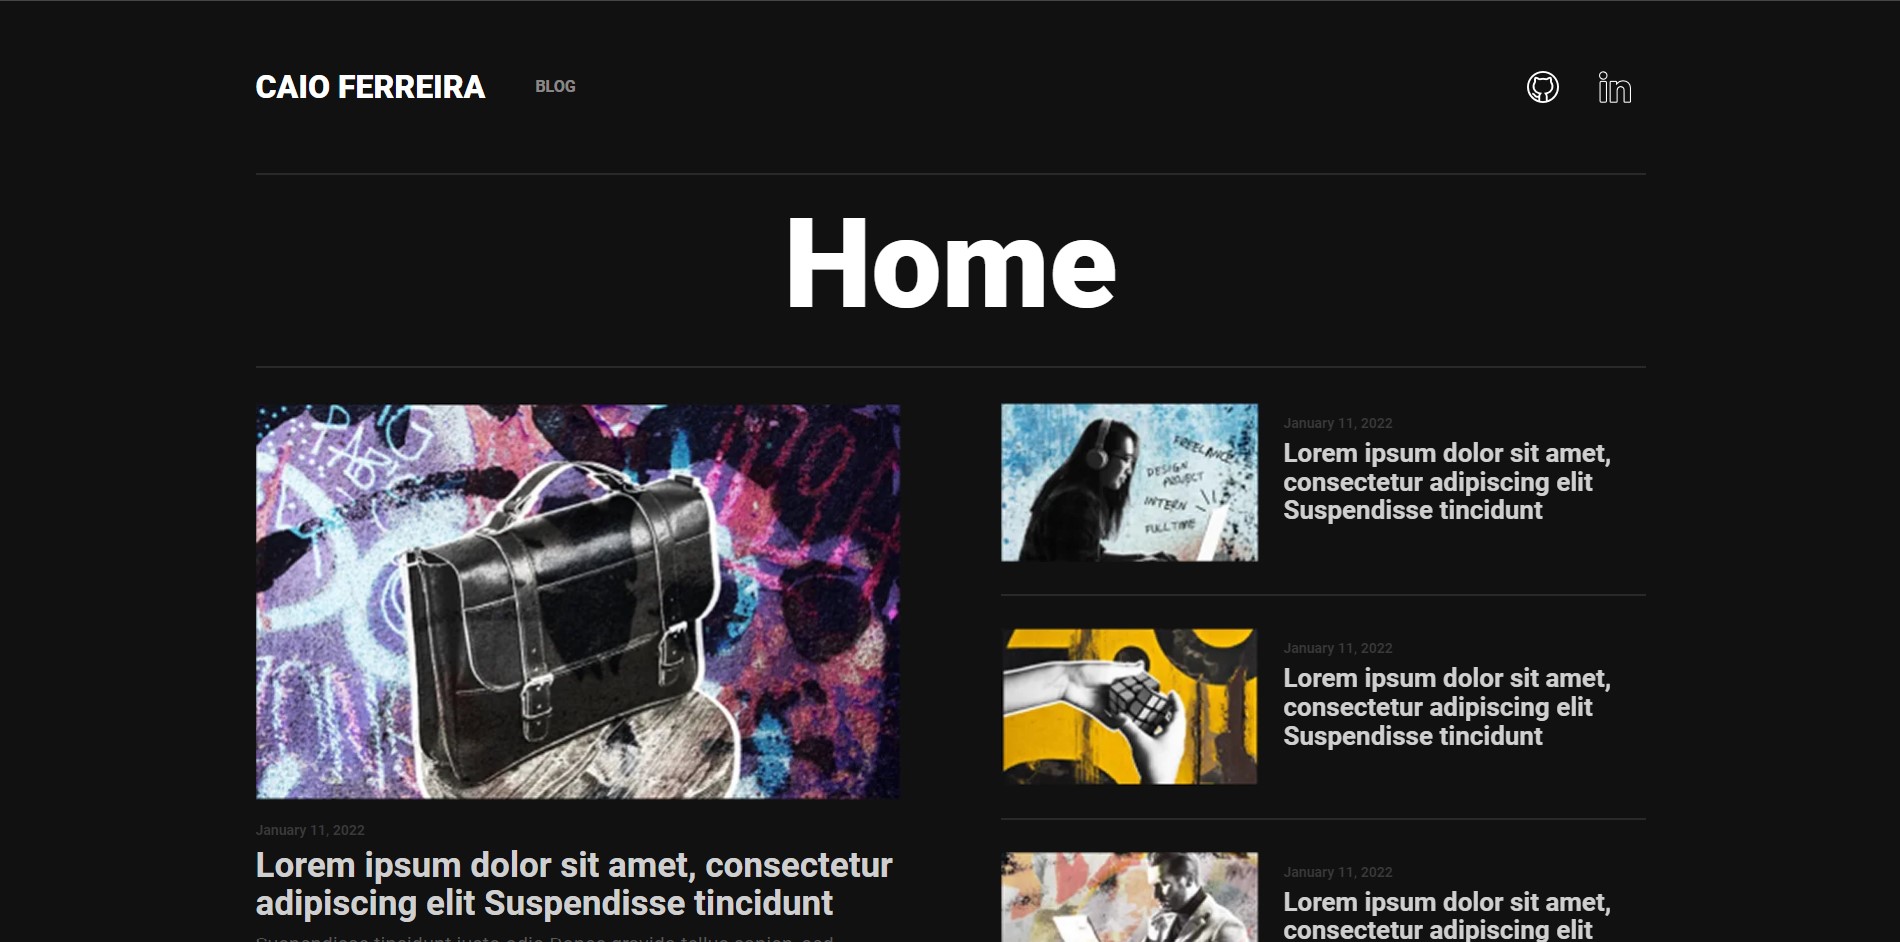 CAIO FERREIRA
BLOG
Home
January 11, 2022
Lorem ipsum dolor sit amet, consectetur
adipiscing elit Suspendisse tincidunt
FREELANCE
DESIGN
PROJECT
INTERN
FULL TIME
January 11, 2022
Lorem ipsum dolor sit amet,
consectetur adipiscing elit
Suspendisse tincidunt
January 11, 2022
Lorem ipsum dolor sit amet,
consectetur adipiscing elit
Suspendisse tincidunt
January 11, 2022
Lorem ipsum dolor sit amet,
consectetur adipiscing elit